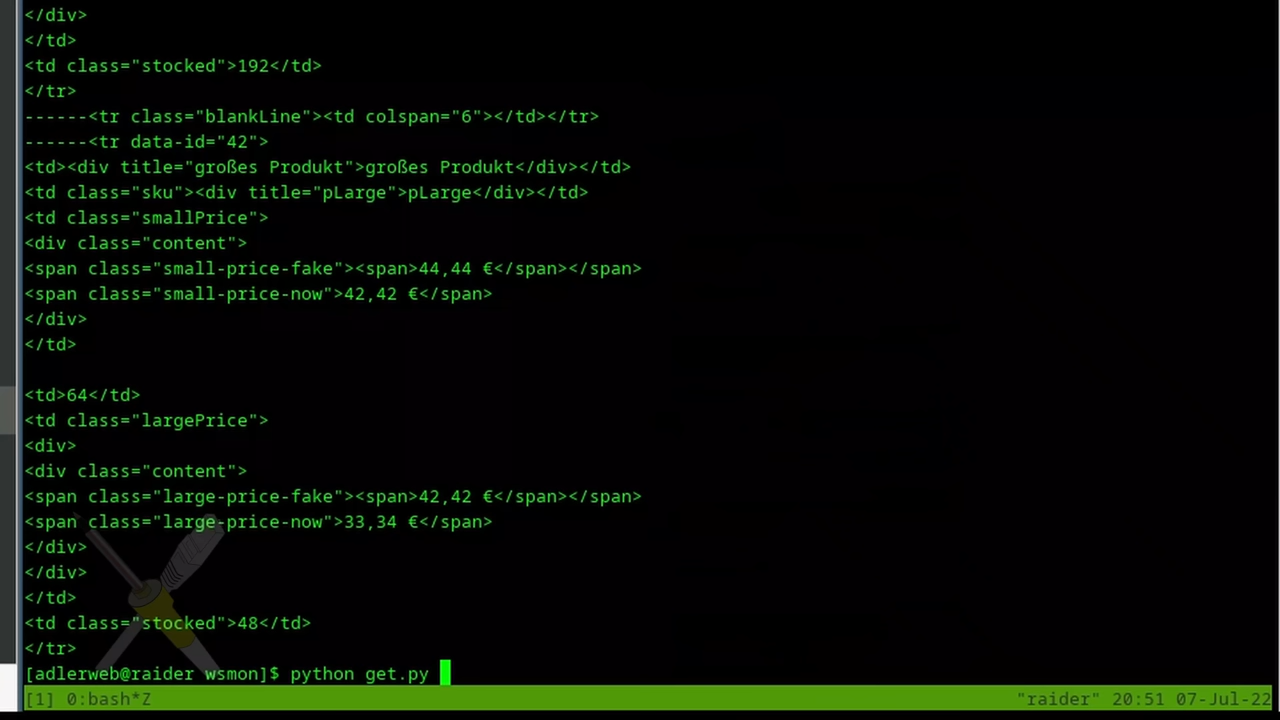 </div>
</td>
<td class="stocked">192</td>
</tr>
------<tr class="blankLine"><td colspan="6"></td></tr>
------<tr data-id="42">
<td><div title="großes Produkt">großes Produkt</div></td>
<td class="sku"><div title="pLarge">pLarge</div></td>
<td class="smallPrice">
<div class="content">
<span class="small-price-fake"><span>44,44 €</span></span>
<span class="small-price-now">42,42 €</span>
</div>
</td>
<td>64</td>
<td class="largePrice">
<div>
<div class="content">
<span class="large-price-fake"><span>42,42 €</span></span>
<span class="large-price-now">33,34 €</span>
</div>
</div>
</td>
<td class="stocked">48</td>
</tr>
[adlerweb@raider wsmon]$ python get.py
[1] 0:bash*Z "raider" 20:51 07-Jul-22